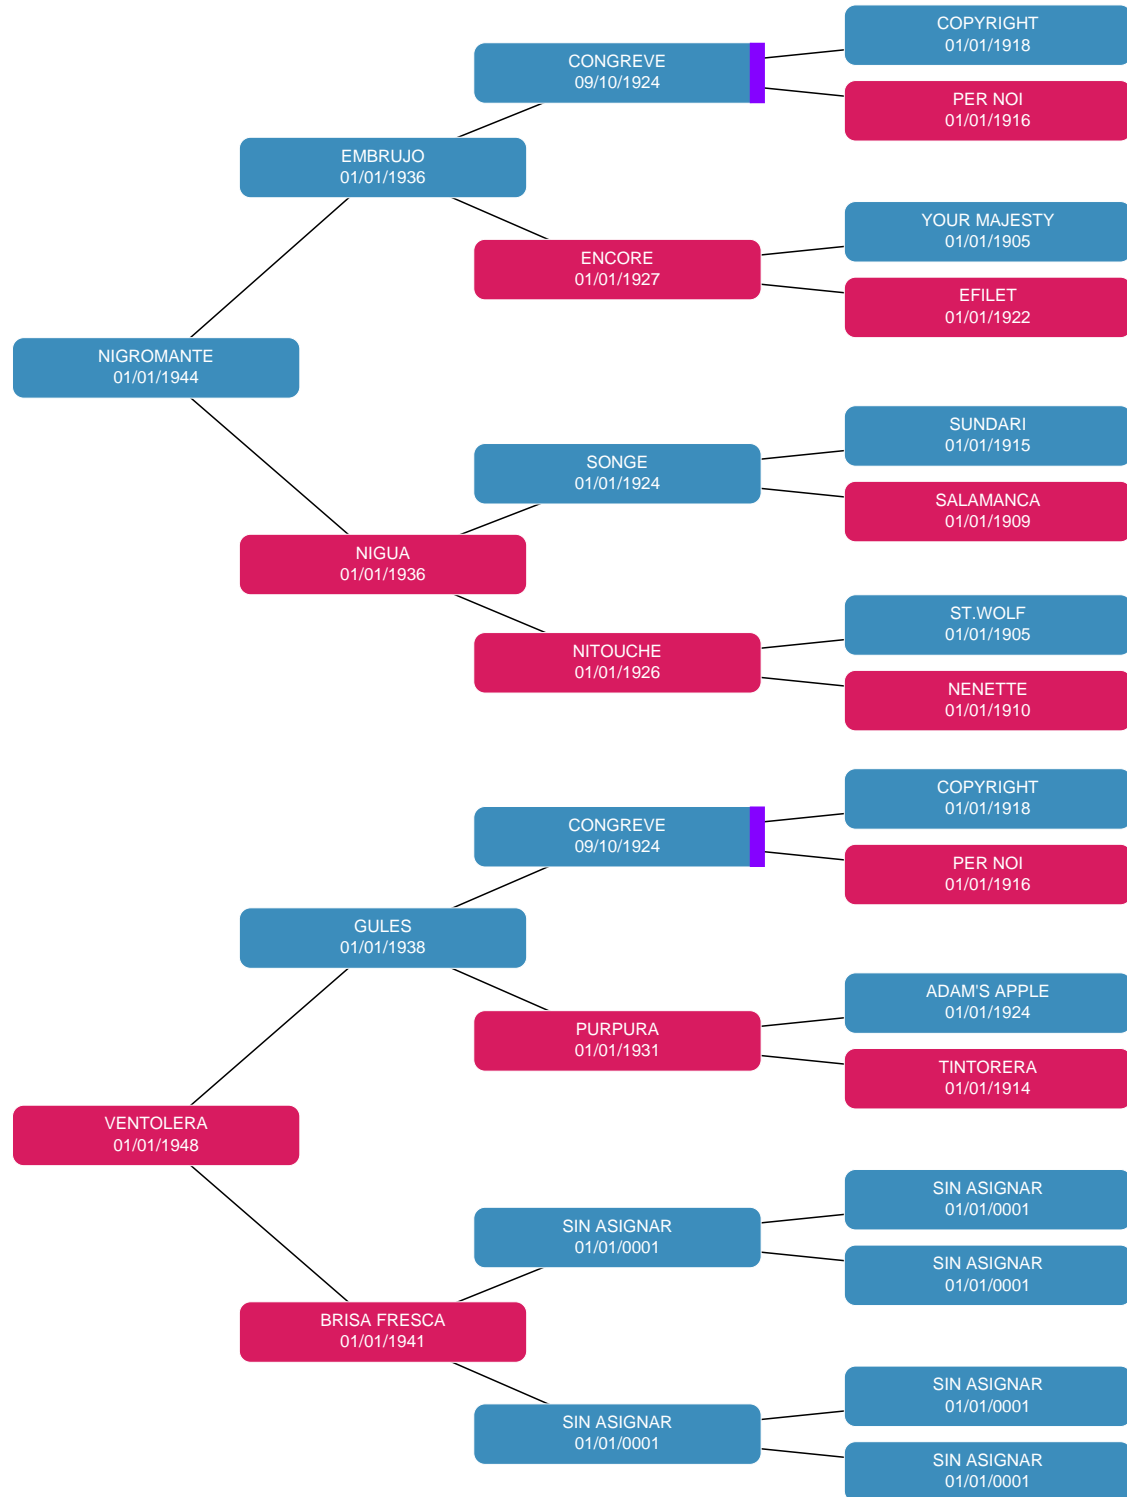 COPYRIGHT
01/01/1918
CONGREVE
09/10/1924
PER NOI
01/01/1916
EMBRUJO
01/01/1936
YOUR MAJESTY
01/01/1905
ENCORE
01/01/1927
EFILET
01/01/1922
NIGROMANTE
01/01/1944
SUNDARI
01/01/1915
SONGE
01/01/1924
SALAMANCA
01/01/1909
NIGUA
01/01/1936
ST.WOLF
01/01/1905
NITOUCHE
01/01/1926
NENETTE
01/01/1910
COPYRIGHT
01/01/1918
CONGREVE
09/10/1924
PER NOI
01/01/1916
GULES
01/01/1938
ADAM'S APPLE
01/01/1924
PURPURA
01/01/1931
TINTORERA
01/01/1914
VENTOLERA
01/01/1948
SIN ASIGNAR
01/01/0001
SIN ASIGNAR
01/01/0001
SIN ASIGNAR
01/01/0001
BRISA FRESCA
01/01/1941
SIN ASIGNAR
01/01/0001
SIN ASIGNAR
01/01/0001
SIN ASIGNAR
01/01/0001